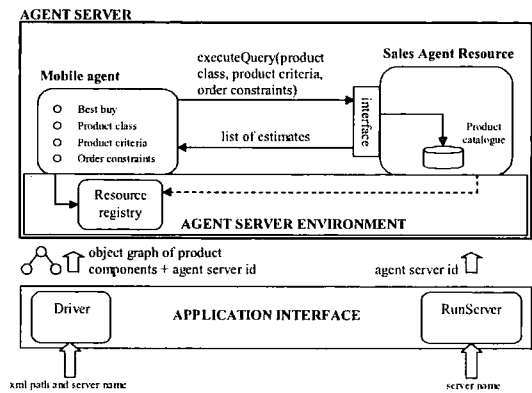 AGENT SERVER
executeQuery(product
class, product criteria,
order constraints)
Sales Agent Resource
Mobile agent
Best buy
Product class
Product criteria
Order constraints
interface
list of estimates
Product
catalogue
Resource
registry
AGENT SERVER ENVIRONMENT
object graph of product
components + agent server id
agent server id
Driver
APPLICATION INTERFACE
RunServer
xml path and server name
server name